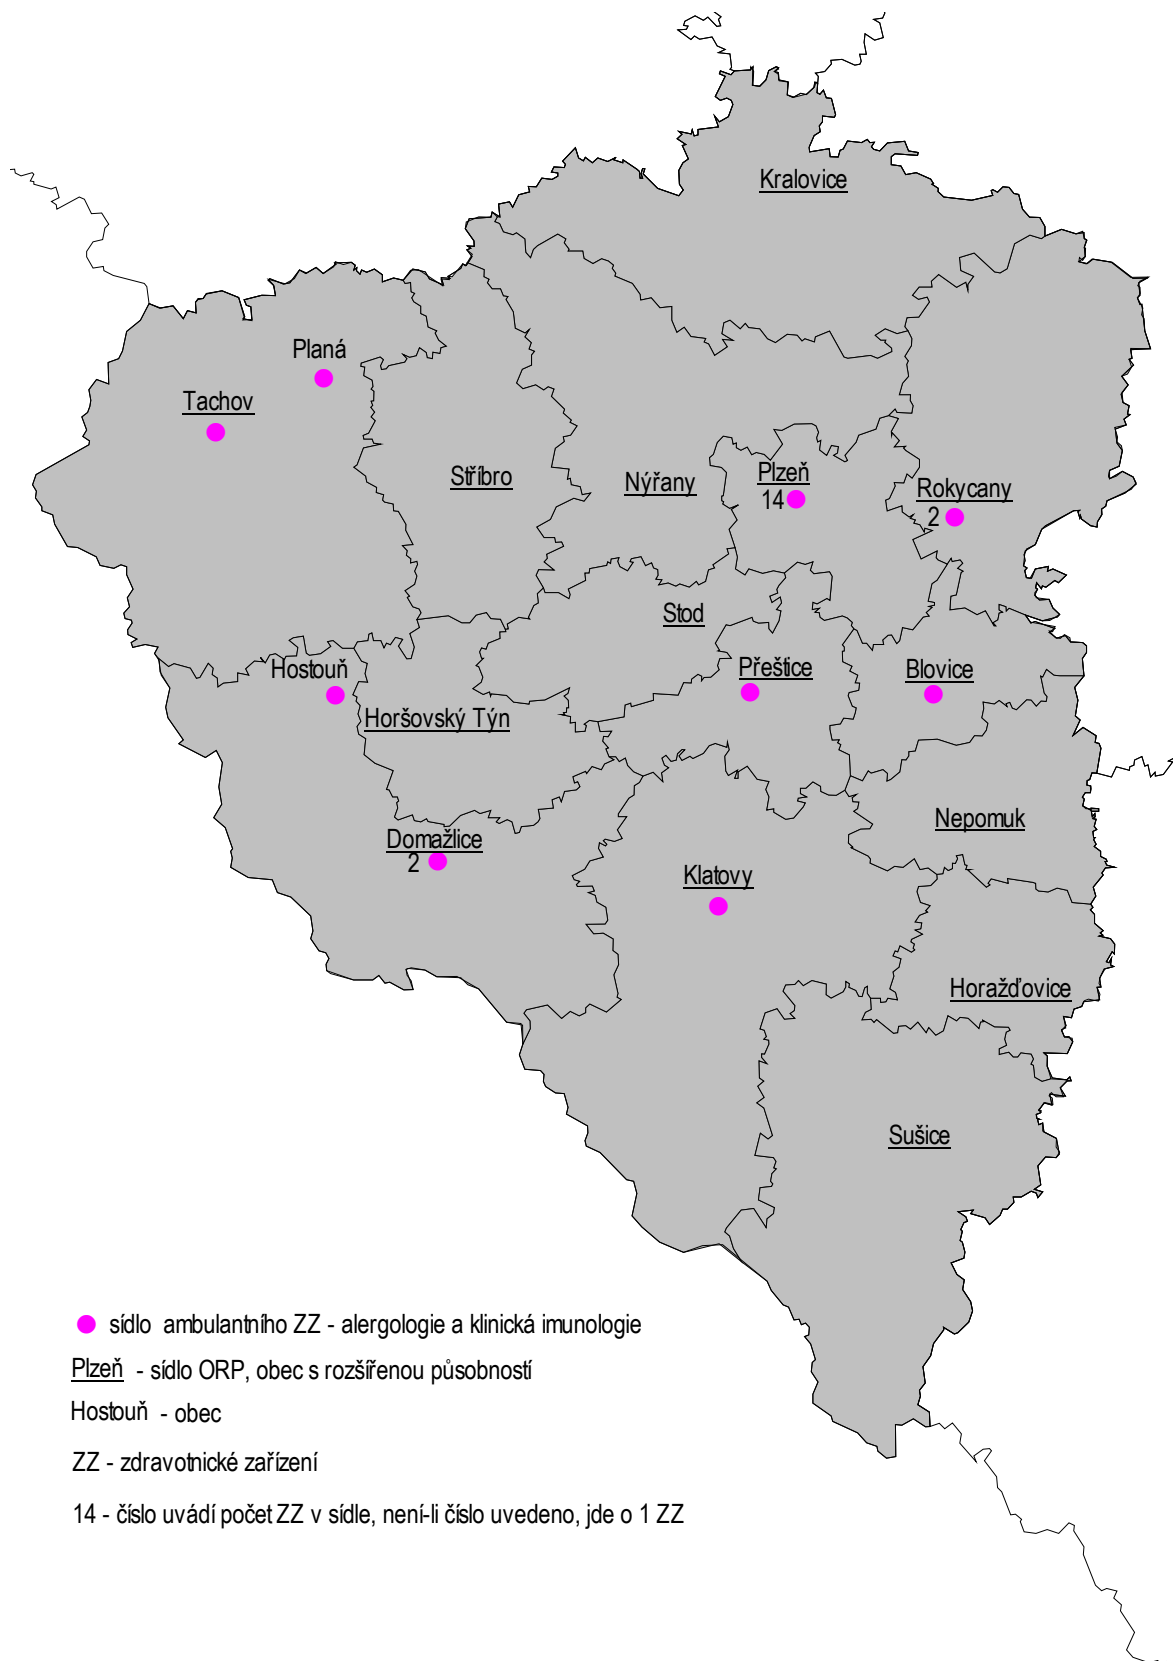 Kralovice
Planá
Tachov
Stříbro
Nýřany
Plzeň
14
Rokycany
2
Stod
Hostouň
Přeštice
Blovice
Horšovský Týn
Nepomuk
Domažlice
2
Klatovy
Horažďovice
Sušice
sídlo ambulantního ZZ - alergologie a klinická imunologie
Plzeň - sídlo ORP, obec s rozšířenou působností
Hostouň - obec
ZZ - zdravotnické zařízení
14 - číslo uvádí počet ZZ v sídle, není-li číslo uvedeno, jde o 1 ZZ